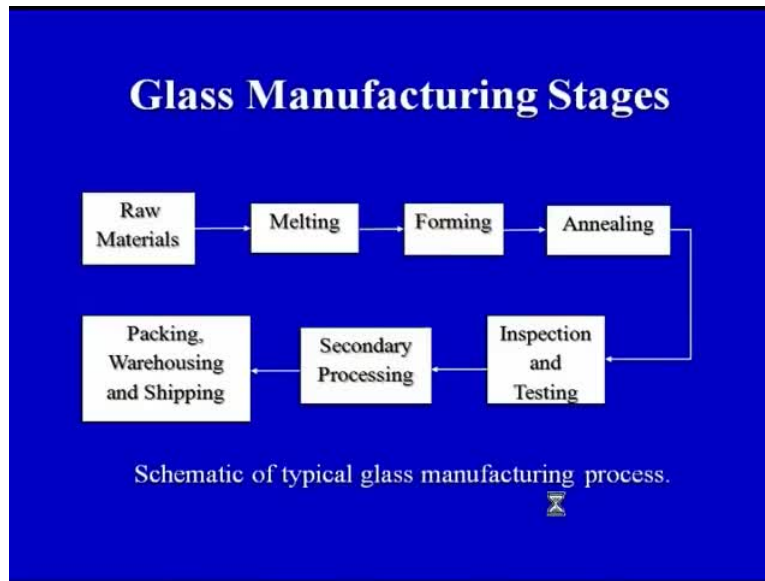 Glass Manufacturing Stages
Raw
Materials
Melting
Forming
Annealing
Inspection
and
Testing
Secondary
Processing
Packing,
Warehousing
and Shipping
Schematic of typical glass manufacturing process.